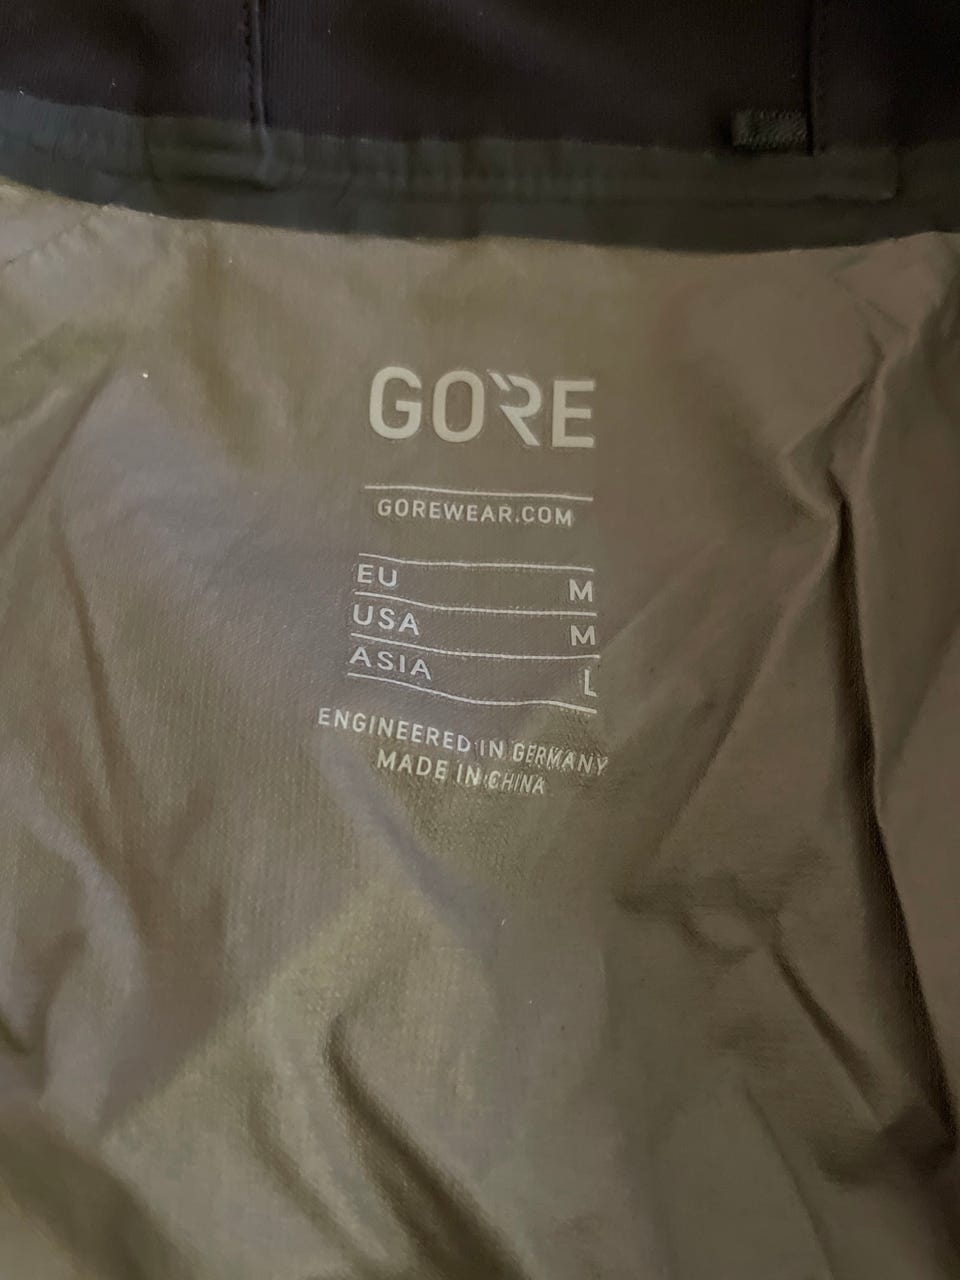 GORE
GOREWEAR.COM
EU M
USA M
ASIA L
ENGINEERED IN GERMANY
MADE IN CHINA